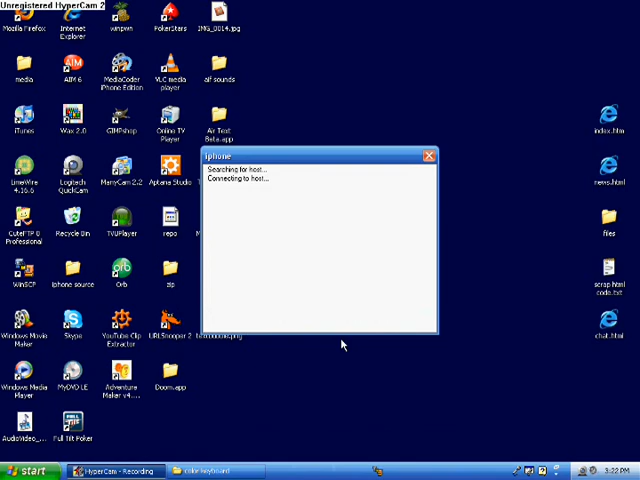 Unregistered HyperCam 2
Mozilla Firefox
Internet
Explorer
winpwn
PokerStars
IMG_0014.jpg
media
AIM 6
MediaCoder
iPhone Edition
VLC media
player
aif sounds
iTunes
Wax 2.0
GIMPshop
Online TV
Player
Air Text
Beta.app
index.htm
iphone
Searching for host...
Connecting to host...
LimeWire
4.16.6
Logitech
QuickCam
ManyCam 2.2
Aptana Studio
news.html
CuteFTP 8
Professional
Recycle Bin
TVUPlayer
repo
files
WinSCP
iphone source
Orb
zip
scrap html
code.txt
Windows Movie
Maker
Skype
YouTube Clip
Extractor
URLSnooper 2
chat.html
Windows Media
Player
MyDVD LE
Adventure
Maker v4....
Doom.app
AudioVideo_...
Full Tilt Poker
start
HyperCam - Recording
color keyboard
3:22 PM